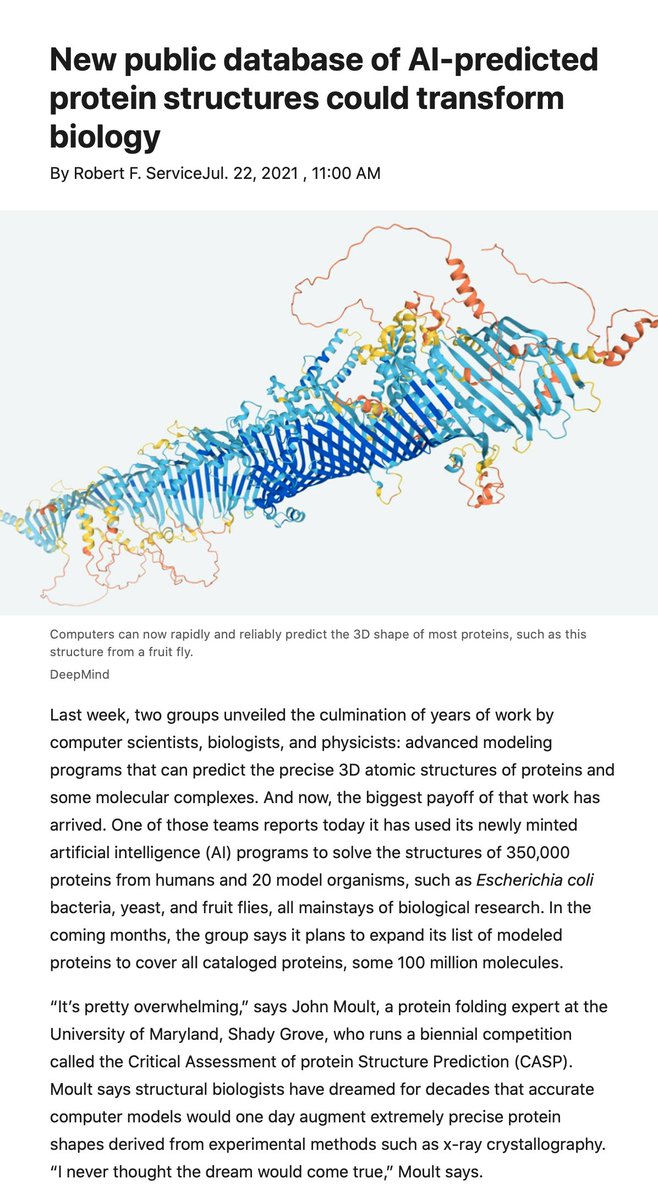 New public database of AI-predicted
protein structures could transform
biology
By Robert F. ServiceJul. 22, 2021 , 11:00 AM
Computers can now rapidly and reliably predict the 3D shape of most proteins, such as this
structure from a fruit fly.
DeepMind
Last week, two groups unveiled the culmination of years of work by
computer scientists, biologists, and physicists: advanced modeling
programs that can predict the precise 3D atomic structures of proteins and
some molecular complexes. And now, the biggest payoff of that work has
arrived. One of those teams reports today it has used its newly minted
artificial intelligence (AI) programs to solve the structures of 350,000
proteins from humans and 20 model organisms, such as Escherichia coli
bacteria, yeast, and fruit flies, all mainstays of biological research. In the
coming months, the group says it plans to expand its list of modeled
proteins to cover all cataloged proteins, some 100 million molecules.
“It’s pretty overwhelming,” says John Moult, a protein folding expert at the
University of Maryland, Shady Grove, who runs a biennial competition
called the Critical Assessment of protein Structure Prediction (CASP).
Moult says structural biologists have dreamed for decades that accurate
computer models would one day augment extremely precise protein
shapes derived from experimental methods such as x-ray crystallography.
“I never thought the dream would come true,” Moult says.